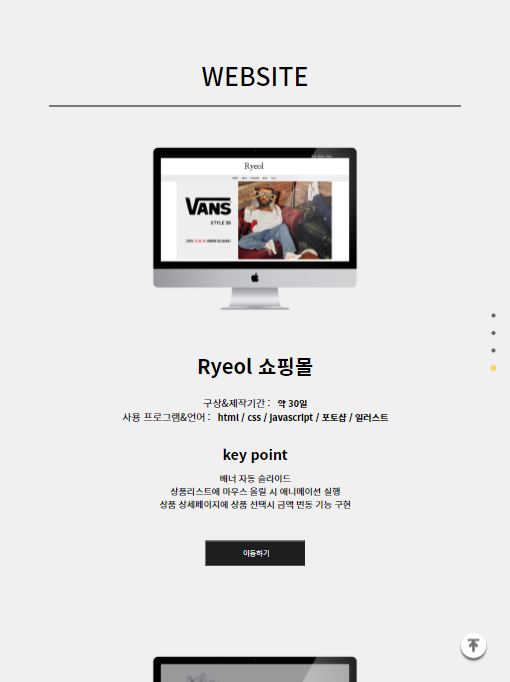 WEBSITE
Ryeol
VANS
STYLE 36
Ryeol 쇼핑몰
구상&제작기간 : 약 30일
사용 프로그램&언어 : html / css / javascript / 포토샵 / 일러스트
key point
배너 자동 슬라이드
상품리스트에 마우스 올릴 시 애니메이션 실행
상품 상세페이지에 상품 선택시 금액 변동 기능 구현
이동하기